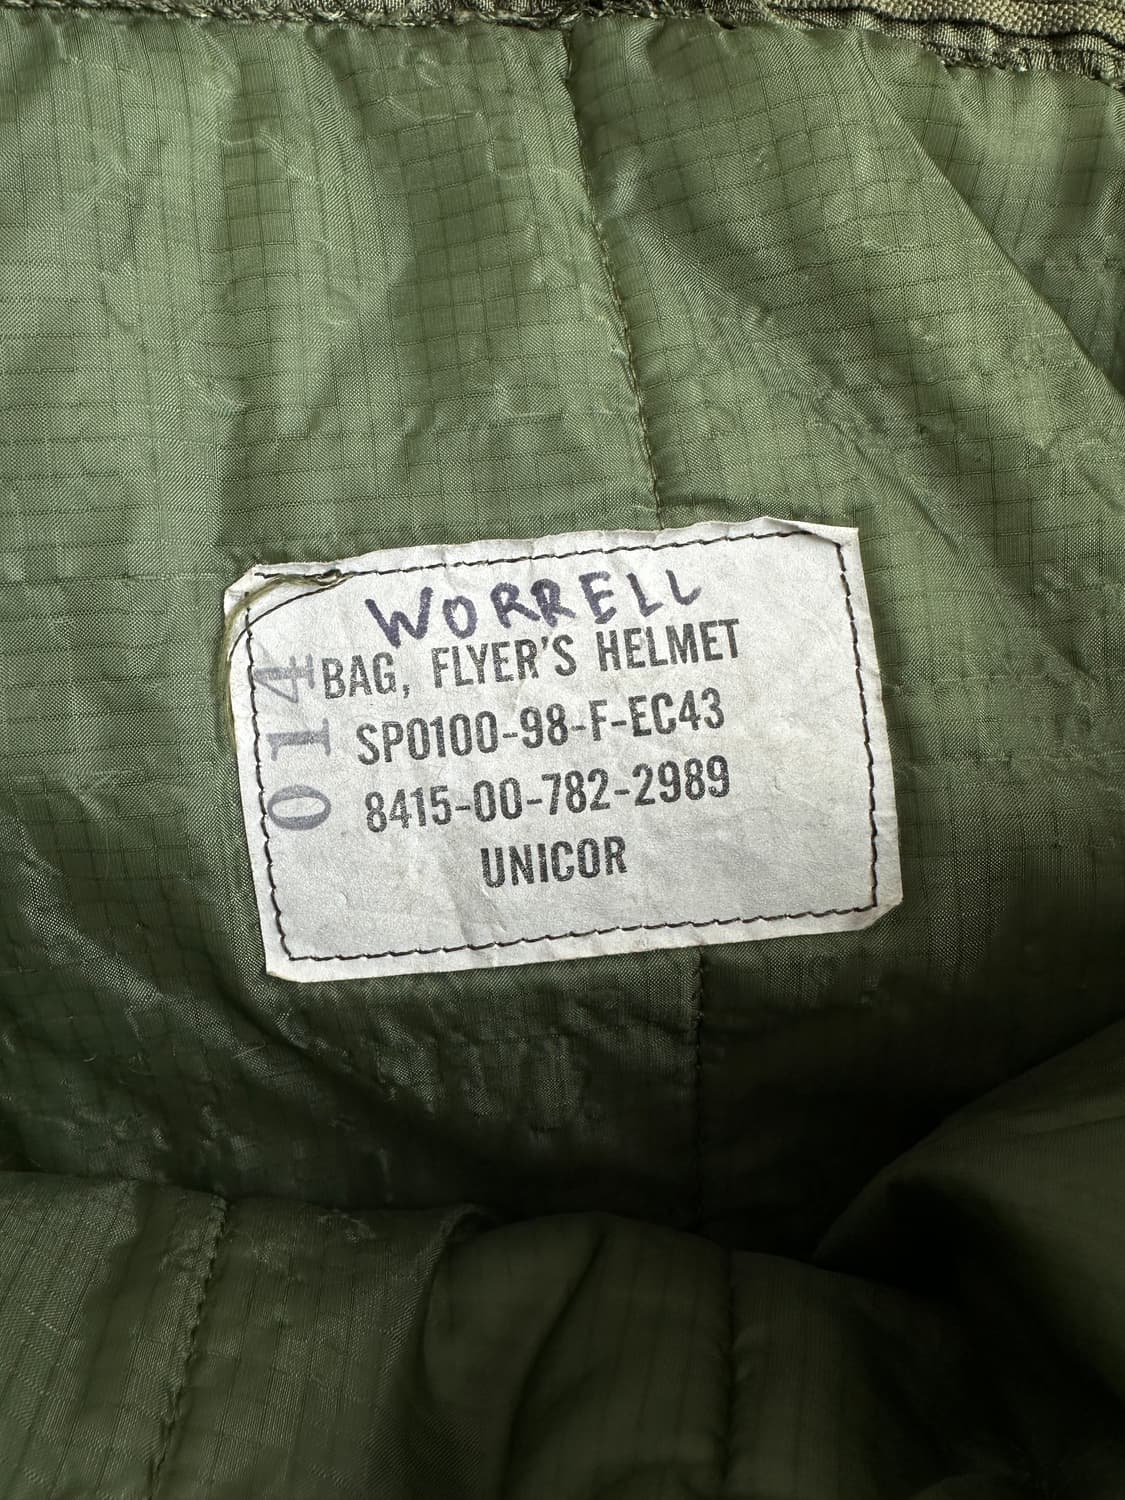 WORRELL
BAG, FLYER'S HELMET
SP0100-98-F-EC43
8415-00-782-2989
UNICOR
014